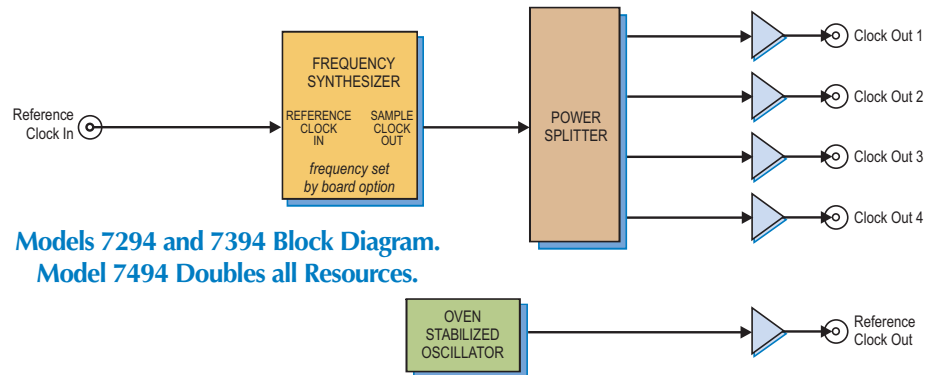 Reference
Clock In
FREQUENCY
SYNTHESIZER
REFERENCE
CLOCK
IN
SAMPLE
CLOCK
OUT
frequency set
by board option
POWER
SPLITTER
Clock Out 1
Clock Out 2
Clock Out 3
Clock Out 4
Models 7294 and 7394 Block Diagram.
Model 7494 Doubles all Resources.
OVEN
STABILIZED
OSCILLATOR
Reference
Clock Out